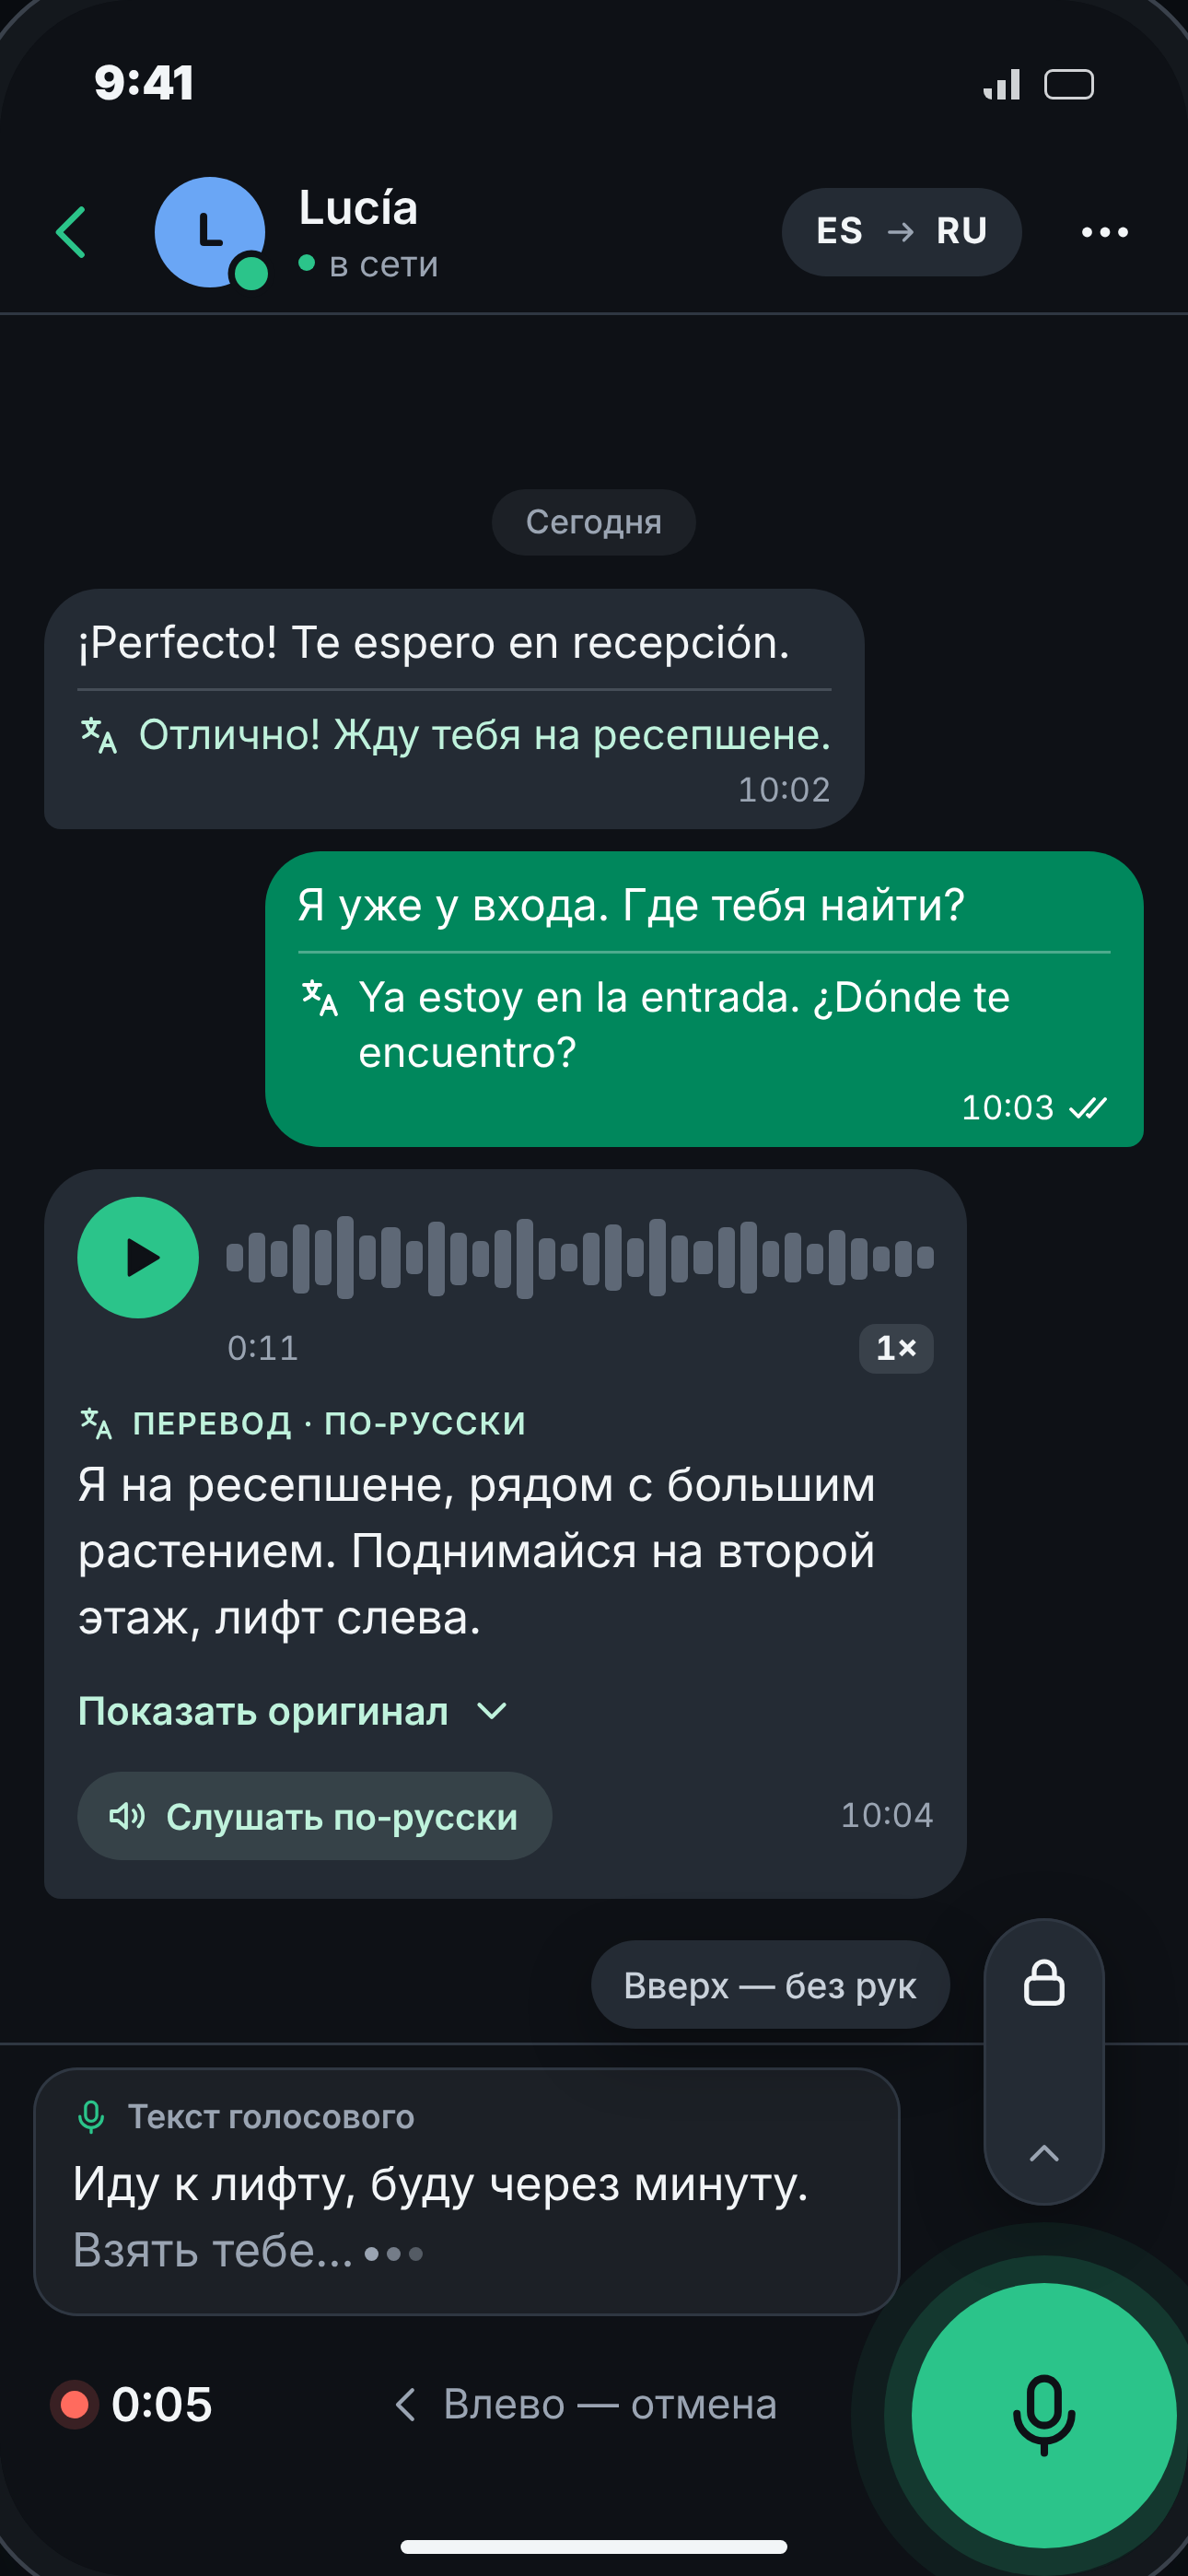 9:41
Lucía
L
в сети
ES → RU
Сегодня
¡Perfecto! Te espero en recepción.
Отлично! Жду тебя на ресепшене.
10:02
Я уже у входа. Где тебя найти?
Ya estoy en la entrada. ¿Dónde te
encuentro?
10:03
0:11
1×
ПЕРЕВОД · ПО-РУССКИ
Я на ресепшене, рядом с большим
растением. Поднимайся на второй
этаж, лифт слева.
Показать оригинал
Слушать по-русски
10:04
Вверх — без рук
Текст голосового
Иду к лифту, буду через минуту.
Взять тебе...
0:05
Влево — отмена